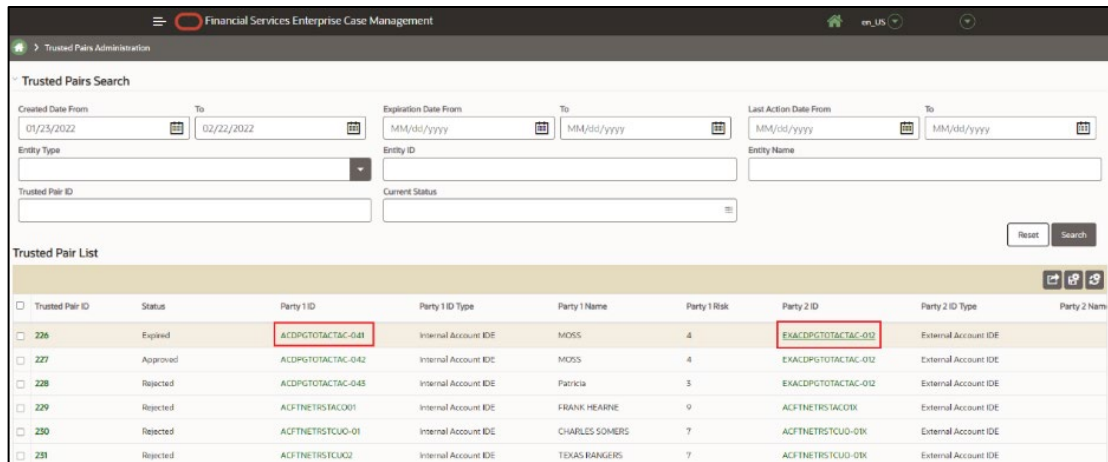 Financial Services Enterprise Case Management en_US
> Trusted Pairs Administration
Trusted Pairs Search
Created Date From To Expiration Date From To Last Action Date From To
01/23/2022 02/22/2022 MM/dd/yyyy MM/dd/yyyy MM/dd/yyyy MM/dd/yyyy
Entity Type Entity ID Entity Name
Trusted Pair ID Current Status
Reset Search
Trusted Pair List
Trusted Pair ID Status Party 1 ID Party 1 ID Type Party 1 Name Party 1 Risk Party 2 ID Party 2 ID Type Party 2 Nam
226 Expired ACDPGTOTACTAC-041 Internal Account IDE MOSS 4 EXACDPGTOTACTAC-012 External Account IDE
227 Approved ACDPGTOTACTAC-042 Internal Account IDE MOSS 4 EXACDPGTOTACTAC-012 External Account IDE
228 Rejected ACDPGTOTACTAC-043 Internal Account IDE Patricia 3 EXACDPGTOTACTAC-012 External Account IDE
229 Rejected ACFTNETRSTACO01 Internal Account IDE FRANK HEARNE 9 ACFTNETRSTACO1X External Account IDE
230 Rejected ACFTNETRSTCUO-01 Internal Account IDE CHARLES SOMERS 7 ACFTNETRSTCUO-01X External Account IDE
231 Rejected ACFTNETRSTCUO2 Internal Account IDE TEXAS RANGERS 7 ACFTNETRSTCUO-01X External Account IDE